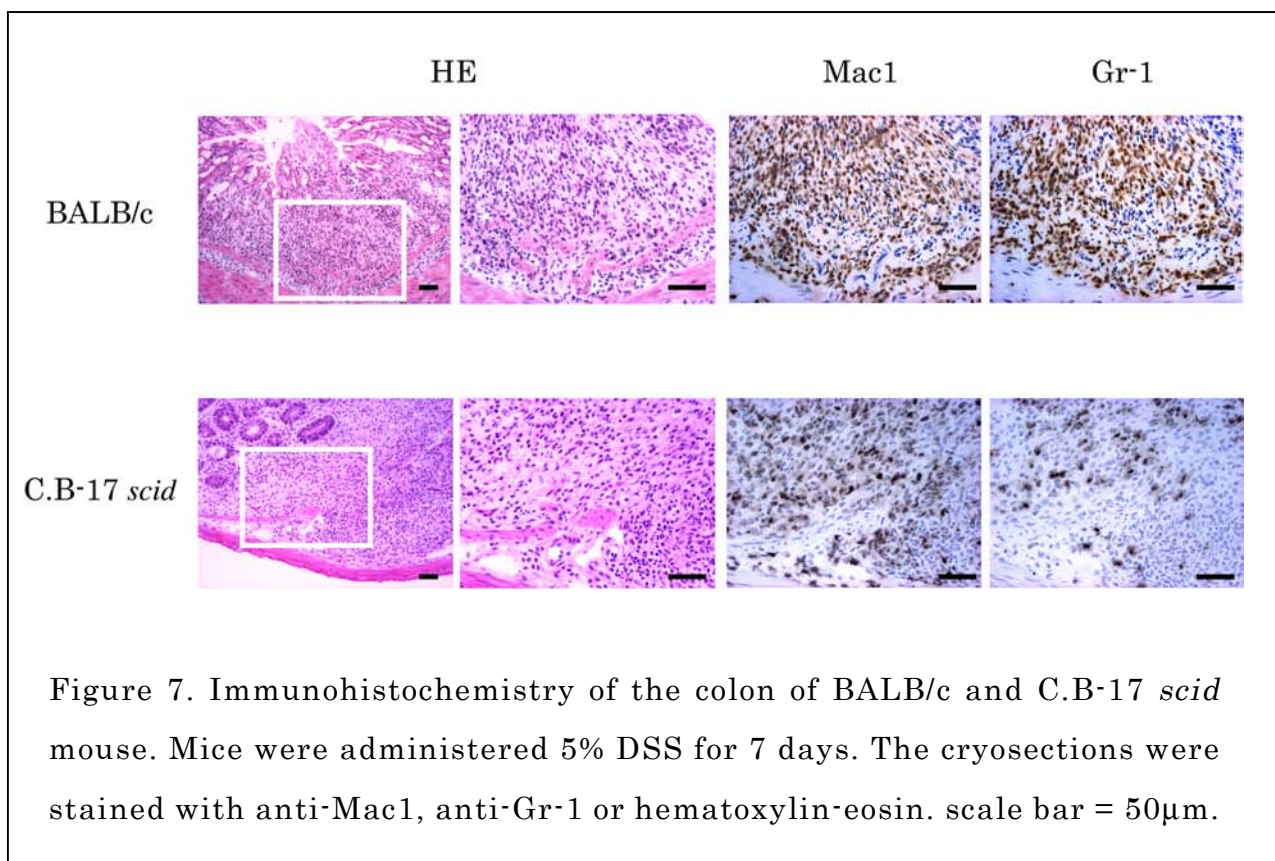 HE Mac1 Gr-1
BALB/c
C.B-17 scid
Figure 7. Immunohistochemistry of the colon of BALB/c and C.B-17 scid
mouse. Mice were administered 5% DSS for 7 days. The cryosections were
stained with anti-Mac1, anti-Gr-1 or hematoxylin-eosin. scale bar = 50μm.